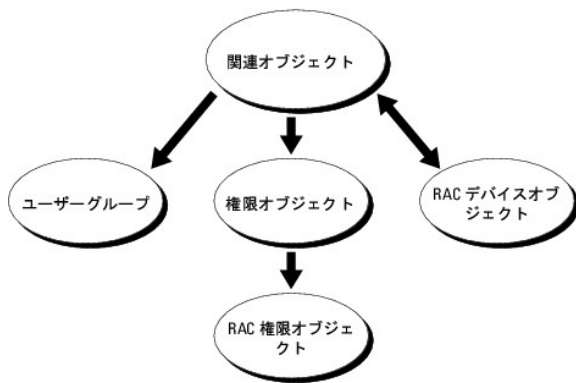 関連オブジェクト
ユーザーグループ
権限オブジェクト
RAC デバイスオブ
ジェクト
RAC 権限オブジェ
クト